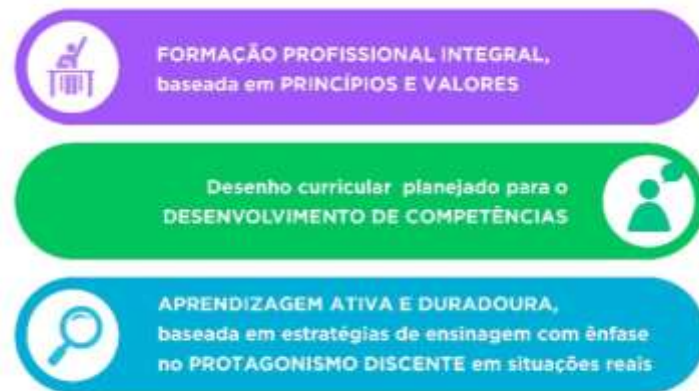 FORMAÇÃO PROFISSIONAL INTEGRAL,
baseada em PRINCÍPIOS E VALORES
Desenho curricular planejado para o
DESENVOLVIMENTO DE COMPETÊNCIAS
APRENDIZAGEM ATIVA E DURADOURA,
baseada em estratégias de ensinagem com ênfase
no PROTAGONISMO DISCENTE em situações reais